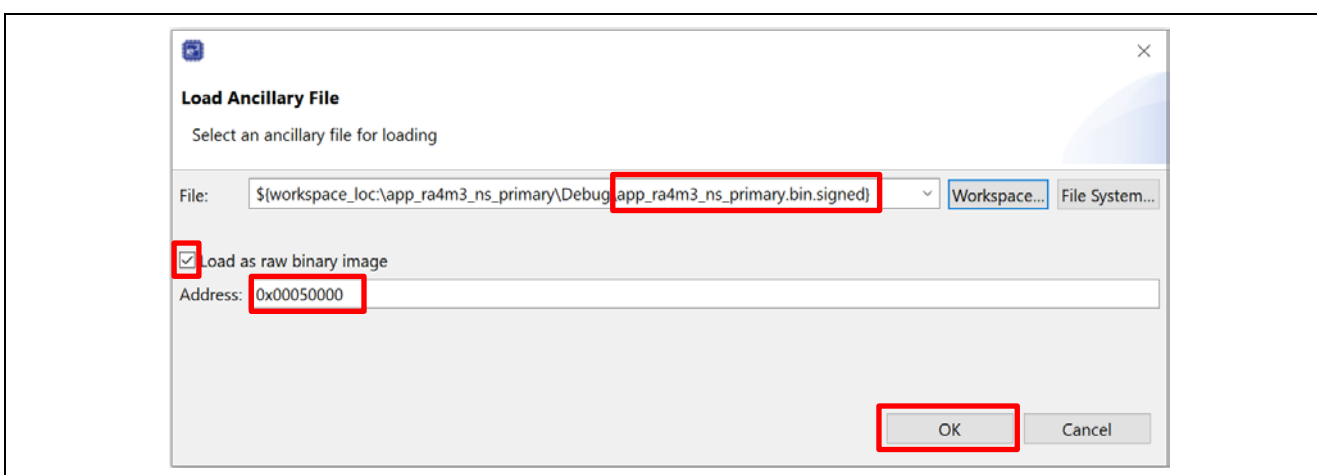 Load Ancillary File
Select an ancillary file for loading
File: ${workspace_loc:\app_ra4m3_ns_primary\Debug\app_ra4m3_ns_primary.bin.signed} Workspace... File System...
Load as raw binary image
Address: 0x00050000
OK Cancel